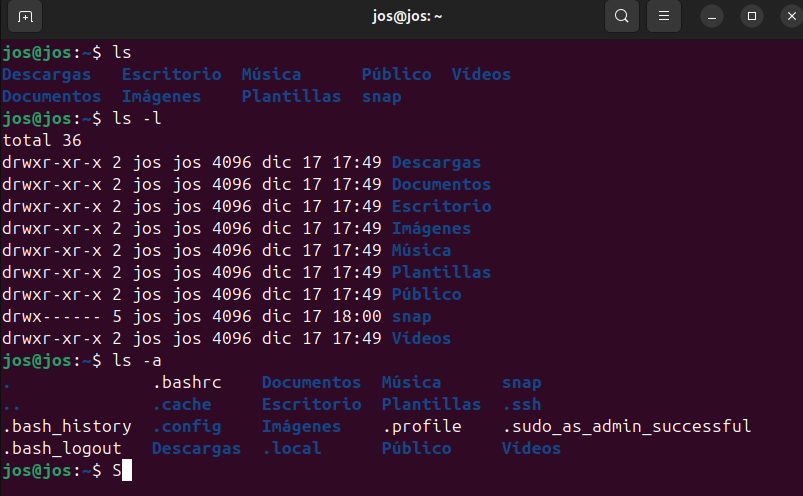 jos@jos: ~
jos@jos:~$ ls
Descargas Escritorio Música Público Vídeos
Documentos Imágenes Plantillas snap
jos@jos:~$ ls -l
total 36
drwxr-xr-x 2 jos jos 4096 dic 17 17:49 Descargas
drwxr-xr-x 2 jos jos 4096 dic 17 17:49 Documentos
drwxr-xr-x 2 jos jos 4096 dic 17 17:49 Escritorio
drwxr-xr-x 2 jos jos 4096 dic 17 17:49 Imágenes
drwxr-xr-x 2 jos jos 4096 dic 17 17:49 Música
drwxr-xr-x 2 jos jos 4096 dic 17 17:49 Plantillas
drwxr-xr-x 2 jos jos 4096 dic 17 17:49 Público
drwx------ 5 jos jos 4096 dic 17 18:00 snap
drwxr-xr-x 2 jos jos 4096 dic 17 17:49 Vídeos
jos@jos:~$ ls -a
. .bashrc Documentos Música snap
.. .cache Escritorio Plantillas .ssh
.bash_history .config Imágenes .profile .sudo_as_admin_successful
.bash_logout Descargas .local Público Vídeos
jos@jos:~$ S